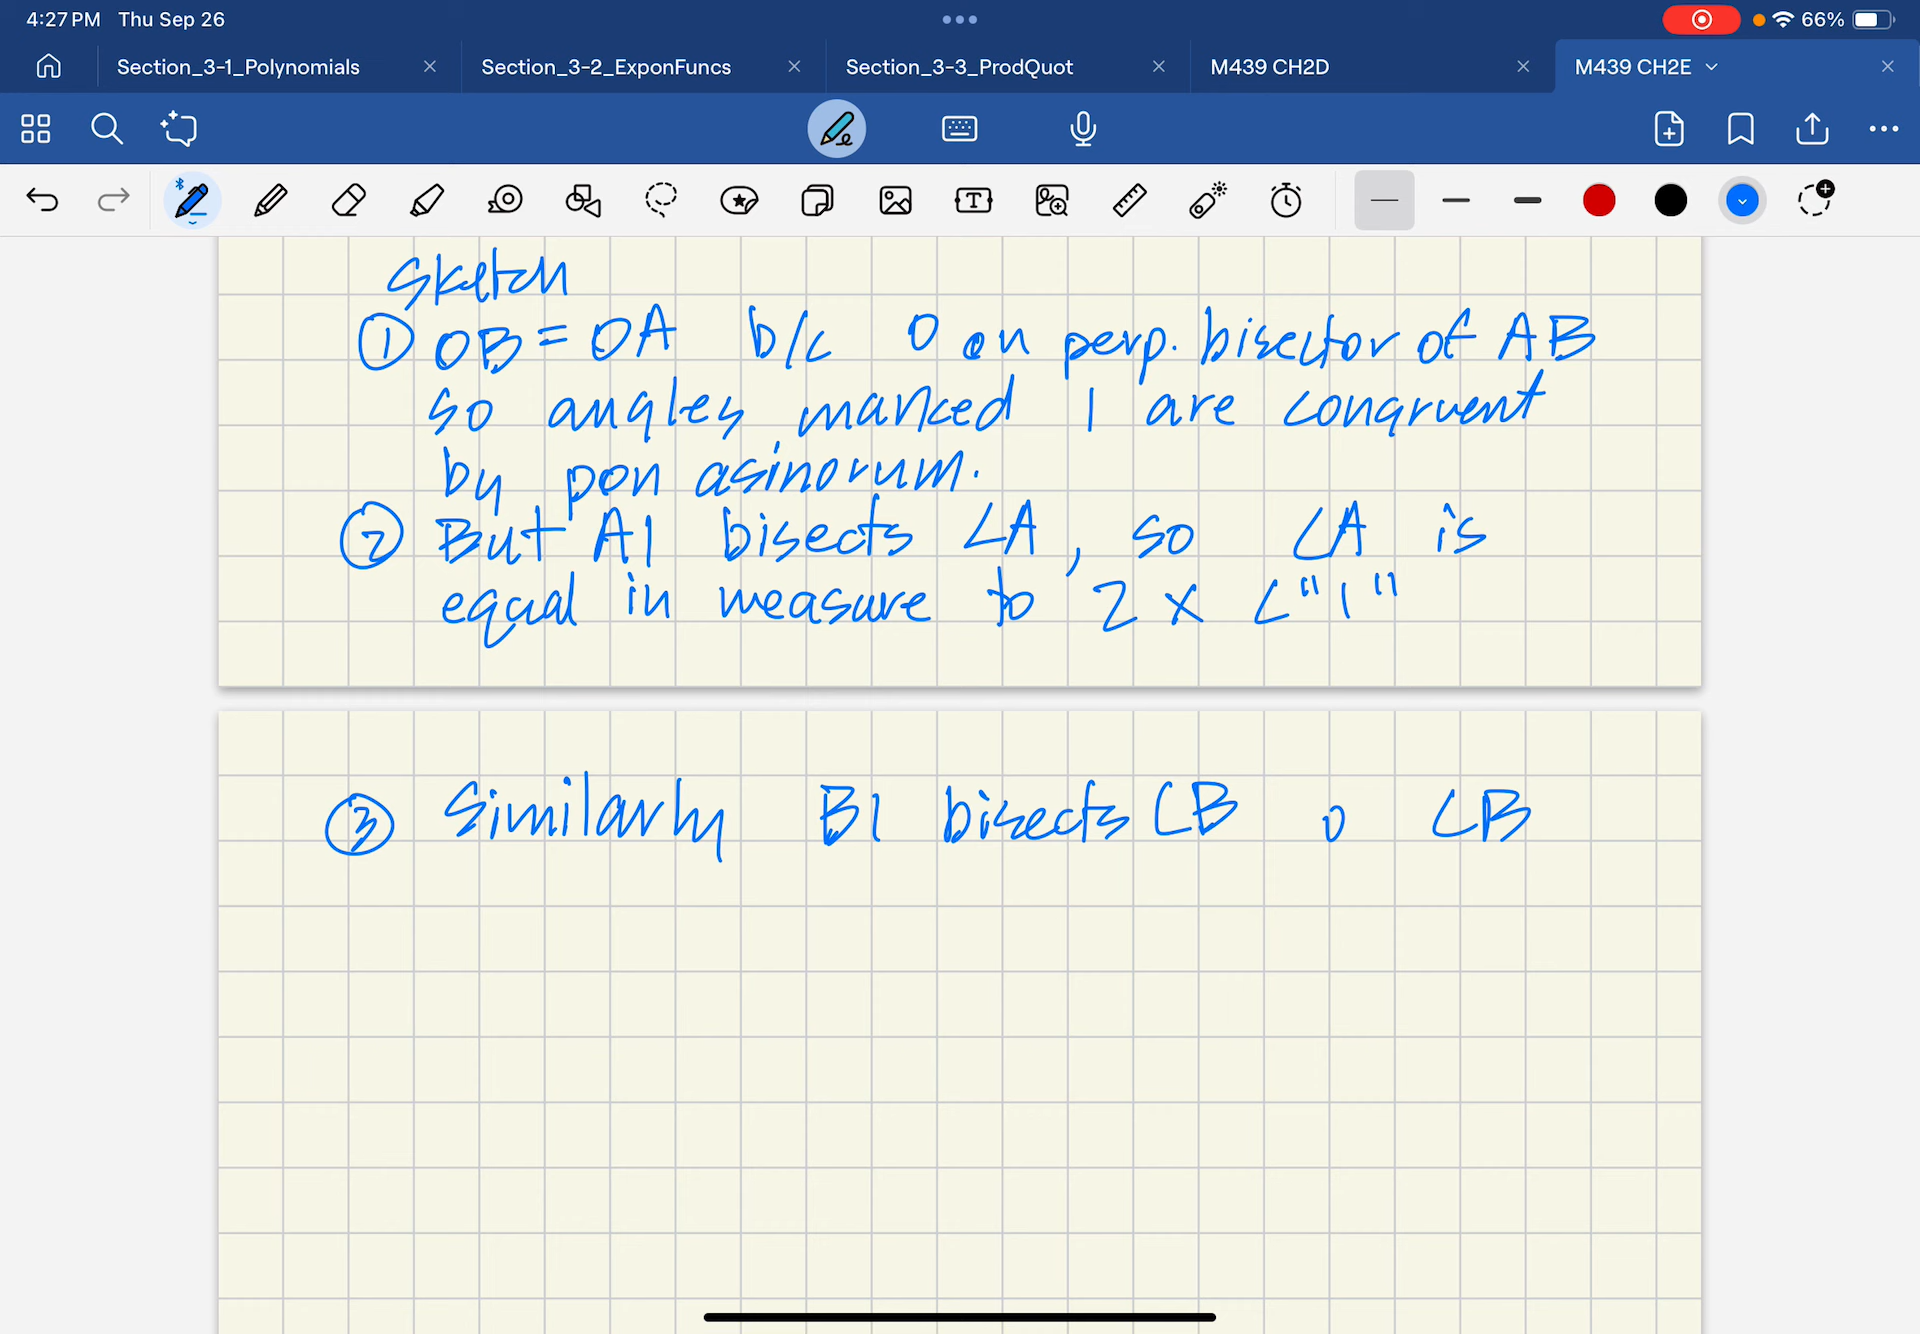 4:27 PM Thu Sep 26
66%
Section_3-1_Polynomials
Section_3-2_ExponFuncs
Section_3-3_ProdQuot
M439 CH2D
M439 CH2E
Sketch
① OB = OA b/c O on perp. bisector of AB
so angles marked 1 are congruent
by pon asinorum.
② But AI bisects ∠A, so ∠A is
equal in measure to 2 x ∠"1"
③ Similarly BI bisects ∠B o ∠B